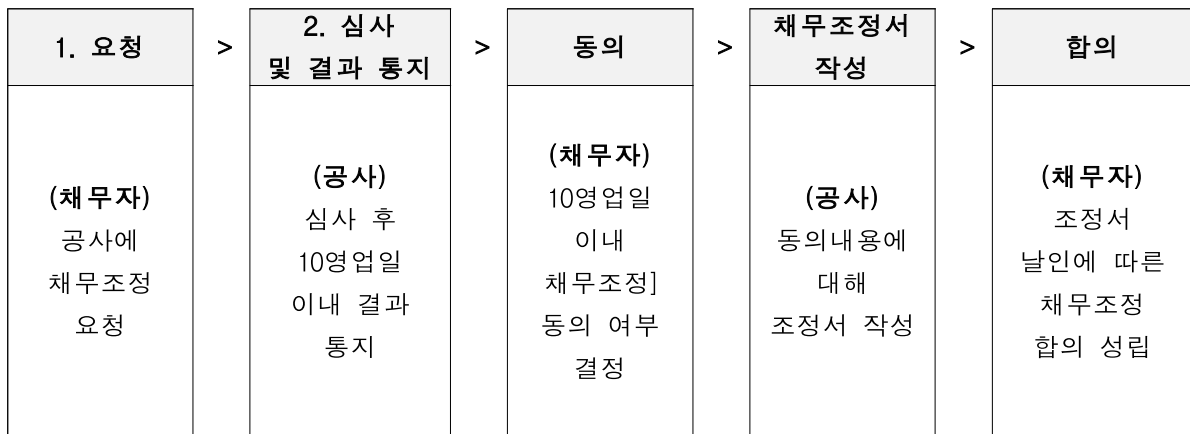 1. 요청
>
2. 심사
및 결과 통지
>
동의
>
채무조정서
작성
>
합의
(채무자)
공사에
채무조정
요청
(공사)
심사 후
10영업일
이내 결과
통지
(채무자)
10영업일
이내
채무조정]
동의 여부
결정
(공사)
동의내용에
대해
조정서 작성
(채무자)
조정서
날인에 따른
채무조정
합의 성립